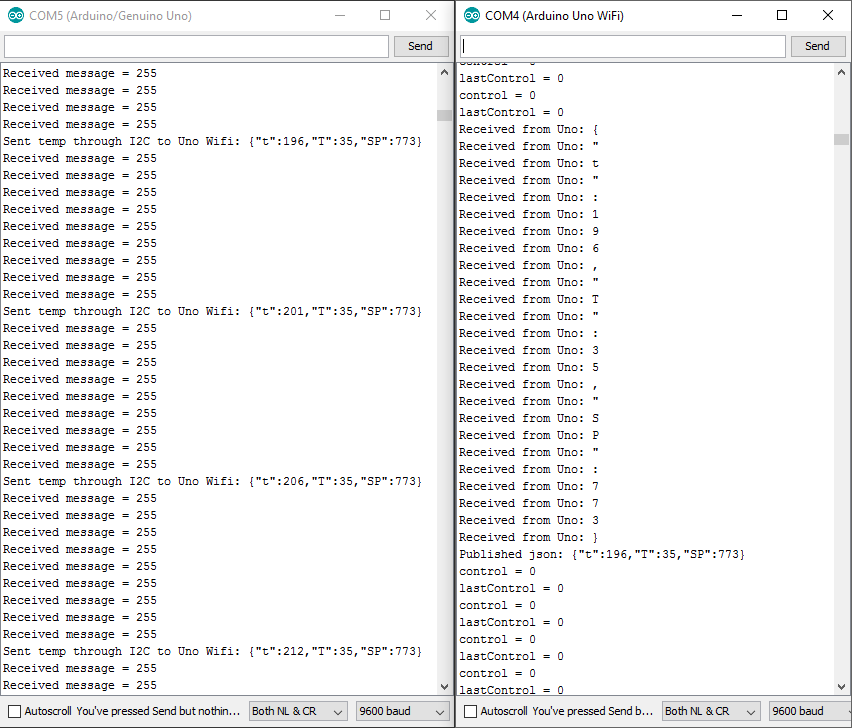 COM5 (Arduino/Genuino Uno)
Send
Received message = 255
Received message = 255
Received message = 255
Received message = 255
Sent temp through I2C to Uno Wifi: {"t":196,"T":35,"SP":773}
Received message = 255
Received message = 255
Received message = 255
Received message = 255
Received message = 255
Received message = 255
Received message = 255
Received message = 255
Received message = 255
Sent temp through I2C to Uno Wifi: {"t":201,"T":35,"SP":773}
Received message = 255
Received message = 255
Received message = 255
Received message = 255
Received message = 255
Received message = 255
Received message = 255
Received message = 255
Received message = 255
Sent temp through I2C to Uno Wifi: {"t":206,"T":35,"SP":773}
Received message = 255
Received message = 255
Received message = 255
Received message = 255
Received message = 255
Received message = 255
Received message = 255
Received message = 255
Received message = 255
Sent temp through I2C to Uno Wifi: {"t":212,"T":35,"SP":773}
Received message = 255
Received message = 255
Autoscroll You've pressed Send but nothin... Both NL & CR 9600 baud
COM4 (Arduino Uno WiFi)
Send
control = 0
lastControl = 0
control = 0
lastControl = 0
Received from Uno: {
Received from Uno: "
Received from Uno: t
Received from Uno: "
Received from Uno: :
Received from Uno: 1
Received from Uno: 9
Received from Uno: 6
Received from Uno: ,
Received from Uno: "
Received from Uno: T
Received from Uno: "
Received from Uno: :
Received from Uno: 3
Received from Uno: 5
Received from Uno: ,
Received from Uno: "
Received from Uno: S
Received from Uno: P
Received from Uno: "
Received from Uno: :
Received from Uno: 7
Received from Uno: 7
Received from Uno: 3
Received from Uno: }
Published json: {"t":196,"T":35,"SP":773}
control = 0
lastControl = 0
control = 0
lastControl = 0
control = 0
lastControl = 0
control = 0
lastControl = 0
Autoscroll You've pressed Send b... Both NL & CR 9600 baud